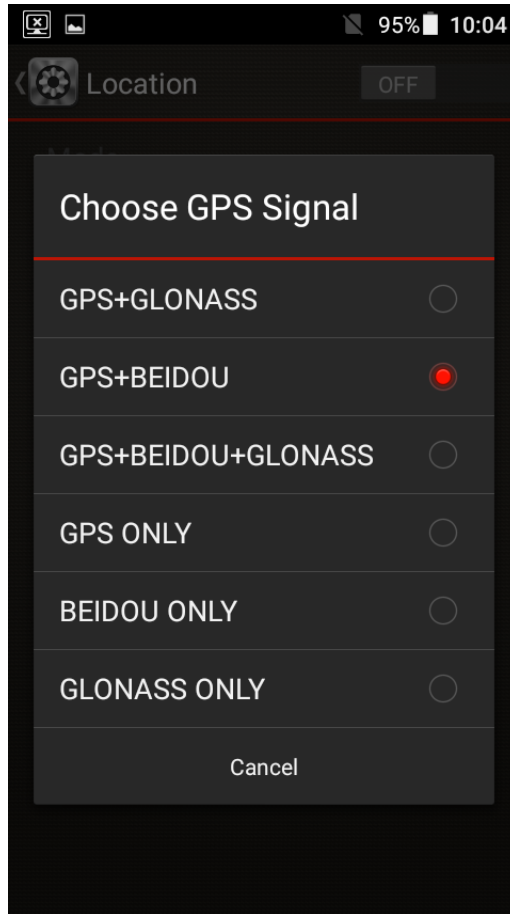 95% 10:04
Location OFF
Mode
Choose GPS Signal
GPS+GLONASS
GPS+BEIDOU
GPS+BEIDOU+GLONASS
GPS ONLY
BEIDOU ONLY
GLONASS ONLY
Cancel